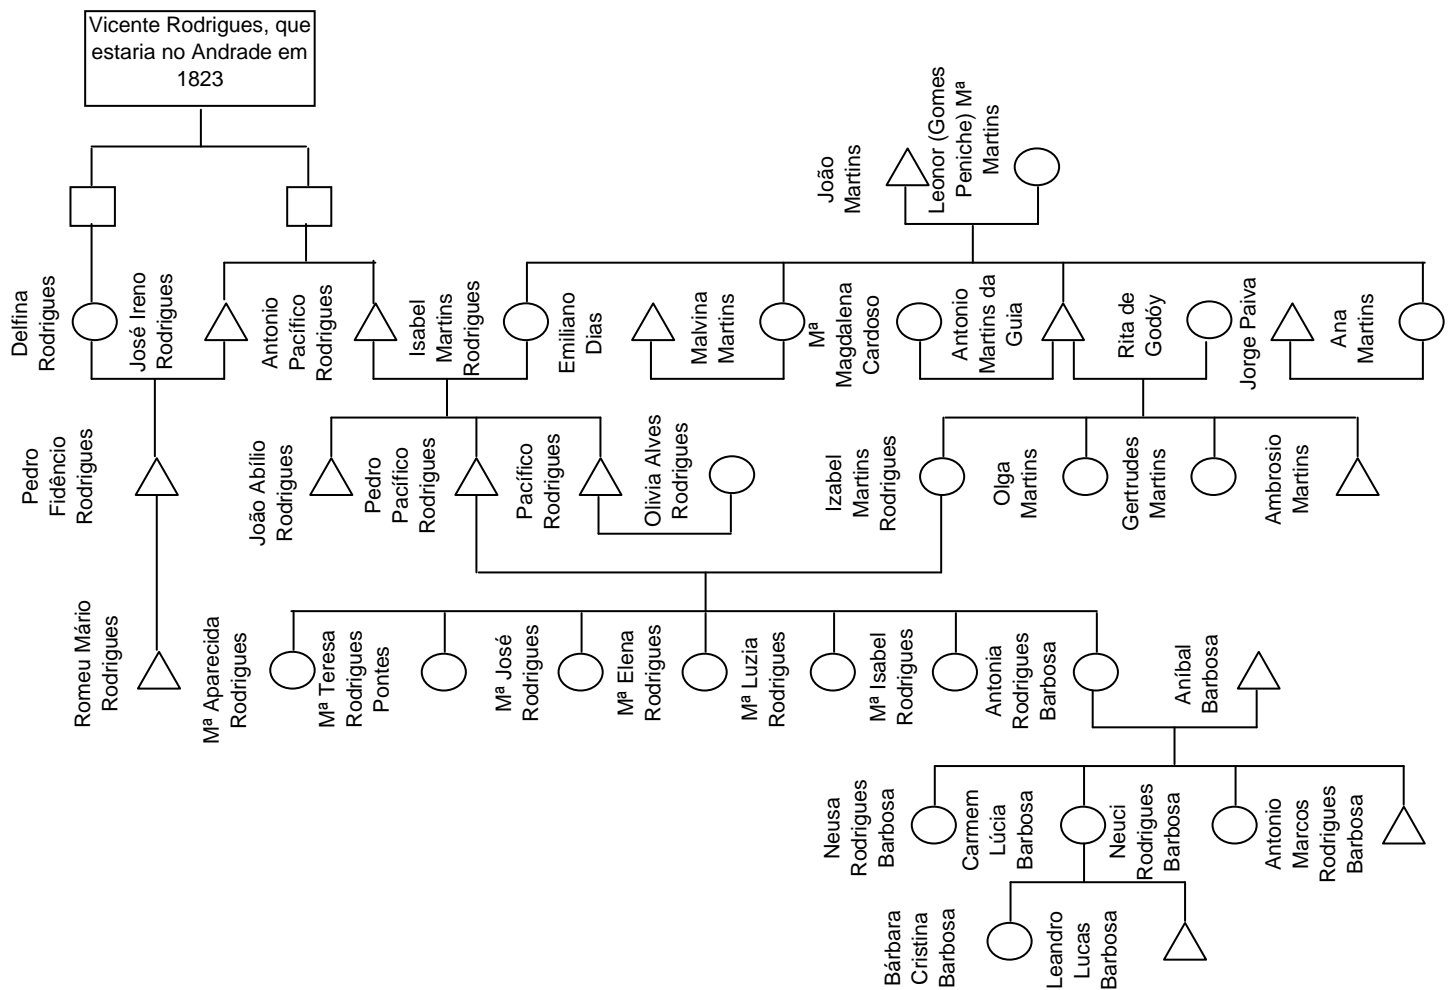 Vicente Rodrigues, que
estaria no Andrade em
1823
João
Martins
Leonor (Gomes
Peniche) Mª
Martins
Delfina
Rodrigues
José Ireno
Rodrigues
Antonio
Pacífico
Rodrigues
Isabel
Martins
Rodrigues
Emiliano
Dias
Malvina
Martins
Mª
Magdalena
Cardoso
Antonio
Martins da
Guia
Rita de
Godóy
Jorge Paiva
Ana
Martins
Pedro
Fidêncio
Rodrigues
João Abílio
Rodrigues
Pedro
Pacífico
Rodrigues
Pacífico
Rodrigues
Olivia Alves
Rodrigues
Izabel
Martins
Rodrigues
Olga
Martins
Gertrudes
Martins
Ambrosio
Martins
Romeu Mário
Rodrigues
Mª Aparecida
Rodrigues
Mª Teresa
Rodrigues
Pontes
Mª José
Rodrigues
Mª Elena
Rodrigues
Mª Luzia
Rodrigues
Mª Isabel
Rodrigues
Antonia
Rodrigues
Barbosa
Aníbal
Barbosa
Neusa
Rodrigues
Barbosa
Carmem
Lúcia
Barbosa
Neuci
Rodrigues
Barbosa
Antonio
Marcos
Rodrigues
Barbosa
Bárbara
Cristina
Barbosa
Leandro
Lucas
Barbosa